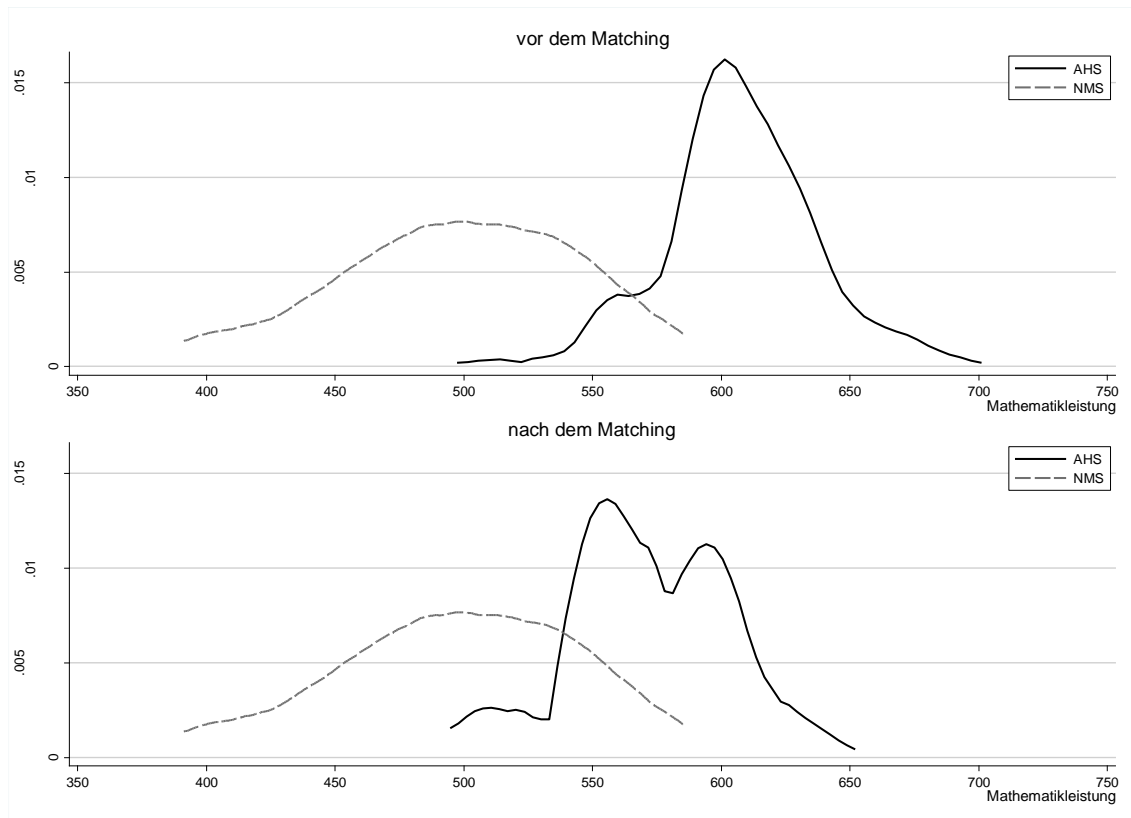 vor dem Matching
AHS
NMS
.015
.01
.005
0
350 400 450 500 550 600 650 700 750
Mathematikleistung
nach dem Matching
AHS
NMS
.015
.01
.005
0
350 400 450 500 550 600 650 700 750
Mathematikleistung